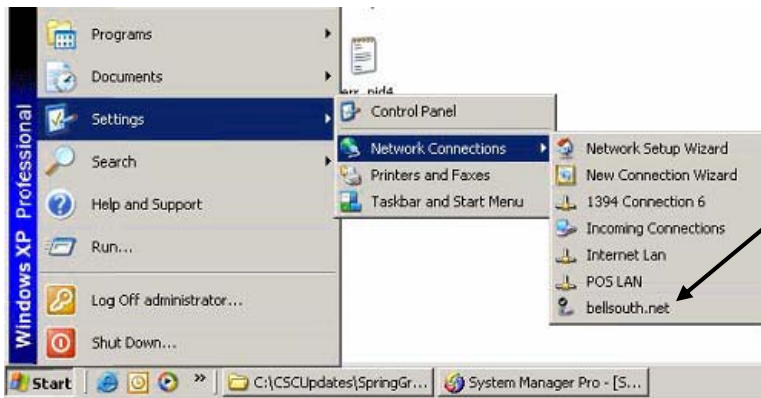 Programs
Documents
Settings
Search
Help and Support
Run...
Log Off administrator...
Shut Down...
Windows XP Professional
Control Panel
Network Connections
Printers and Faxes
Taskbar and Start Menu
Network Setup Wizard
New Connection Wizard
1394 Connection 6
Incoming Connections
Internet Lan
POS LAN
bellsouth.net
Start
»
C:\CSCUpdates\SpringGr...
System Manager Pro - [S...